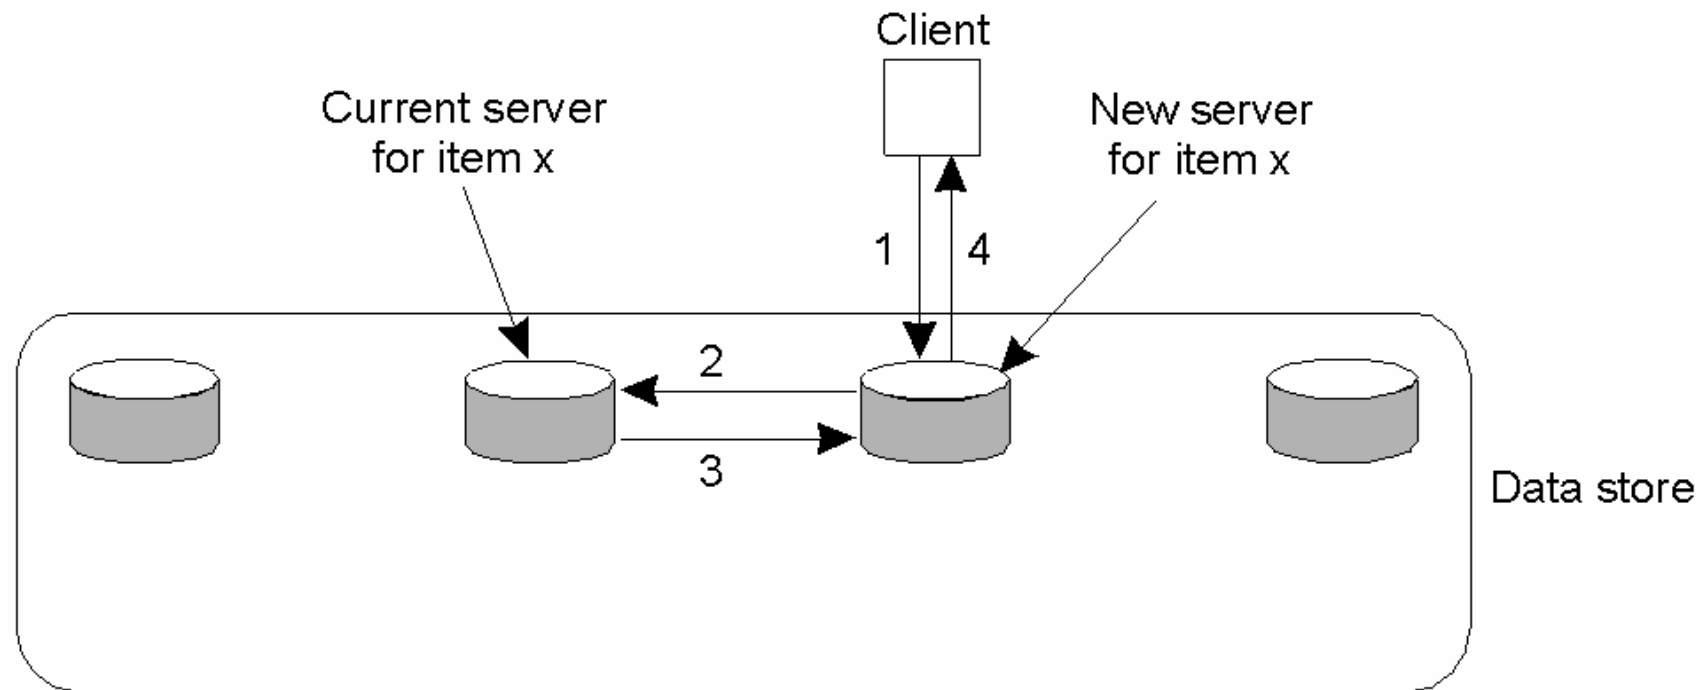 Client
Current server
for item x
New server
for item x
1
4
2
3
Data store